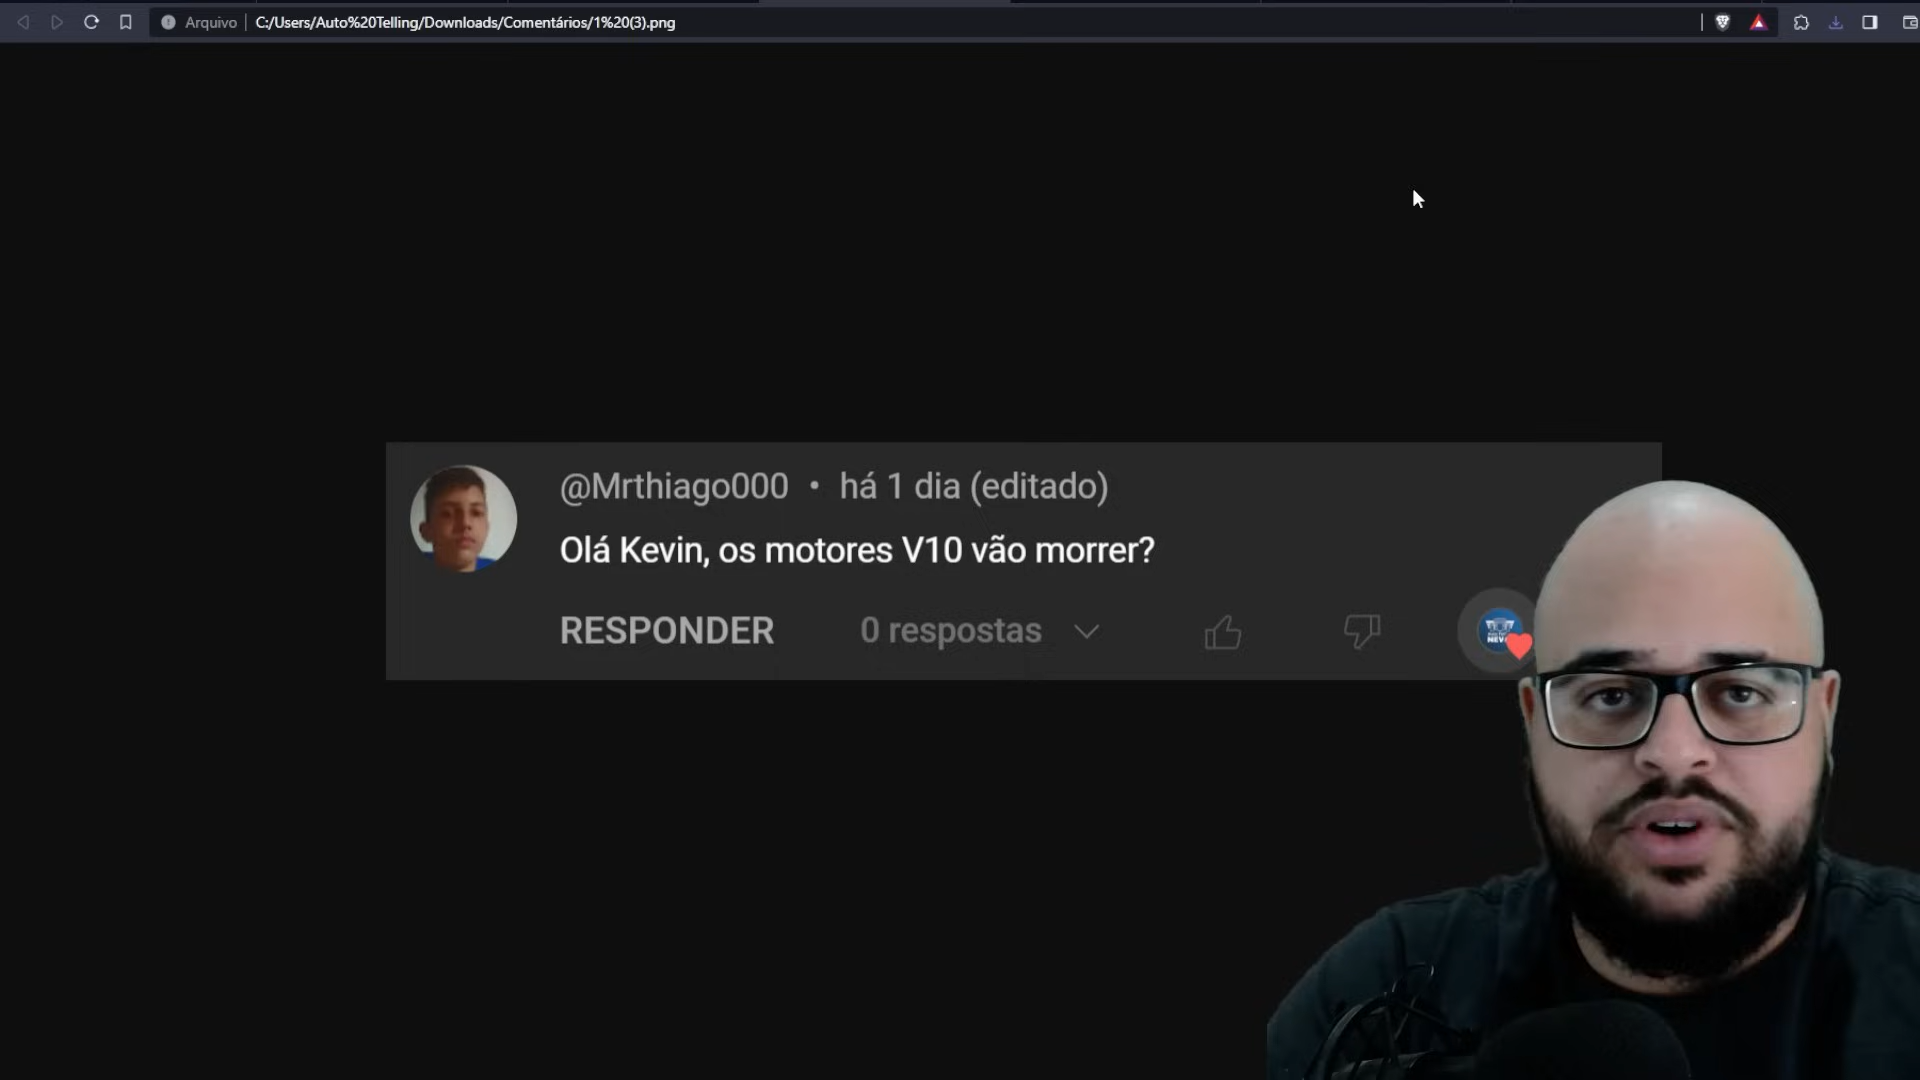 Arquivo C:/Users/Auto%20Telling/Downloads/Comentários/1%20(3).png
@Mrthiago000 • há 1 dia (editado)
Olá Kevin, os motores V10 vão morrer?
RESPONDER 0 respostas